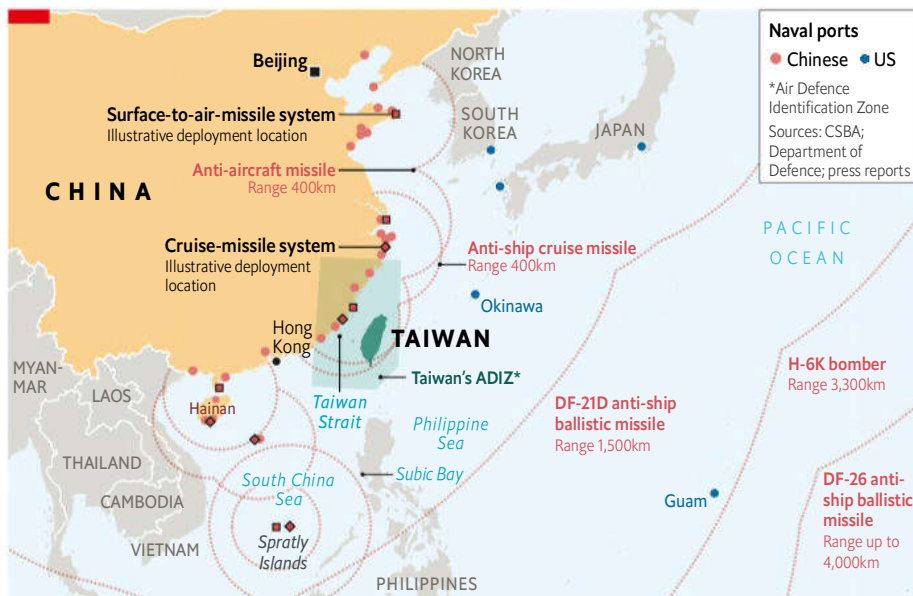 Naval ports
Chinese US
*Air Defence
Identification Zone
Sources: CSBA;
Department of
Defence; press reports
Beijing
NORTH
KOREA
Surface-to-air-missile system
Illustrative deployment location
SOUTH
KOREA
JAPAN
Anti-aircraft missile
Range 400km
CHINA
PACIFIC
OCEAN
Cruise-missile system
Illustrative deployment
location
Anti-ship cruise missile
Range 400km
Okinawa
Hong
Kong
TAIWAN
MYAN-
MAR
LAOS
Taiwan's ADIZ*
H-6K bomber
Range 3,300km
Hainan
Taiwan
Strait
DF-21D anti-ship
ballistic missile
Range 1,500km
Philippine
Sea
THAILAND
Subic Bay
South China
Sea
CAMBODIA
Guam
DF-26 anti-
ship ballistic
missile
Range up to
4,000km
VIETNAM
Spratly
Islands
PHILIPPINES